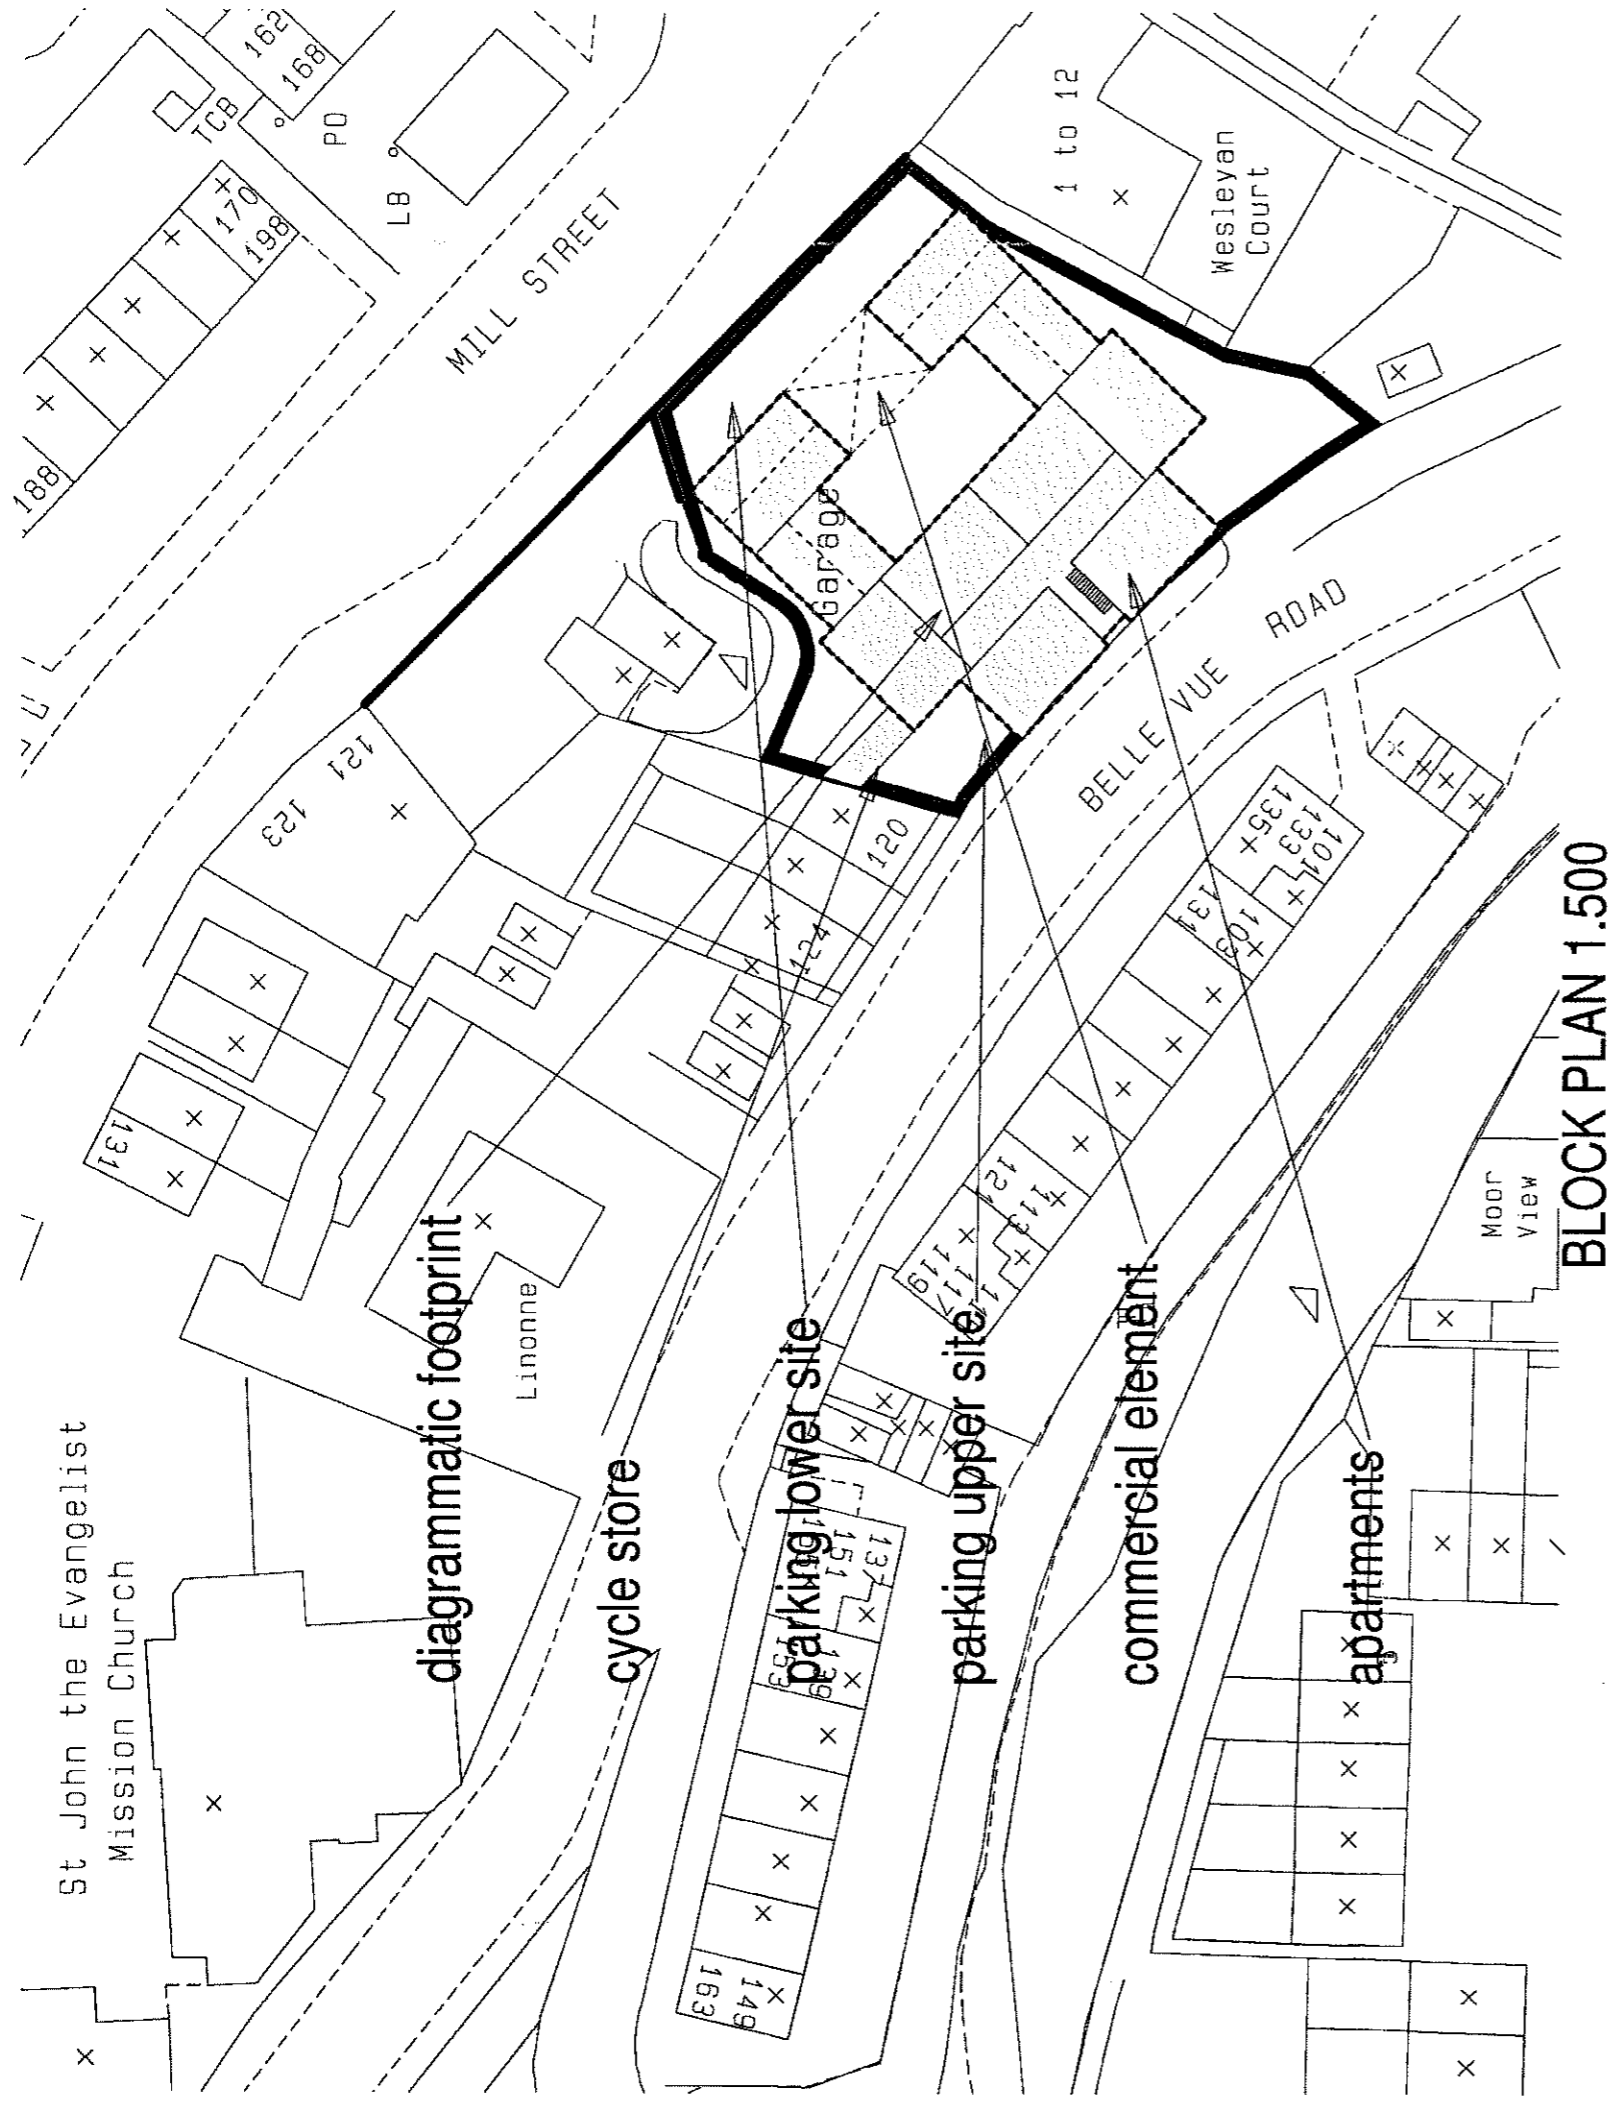 St John the Evangelist
Mission Church
diagrammatic footprint
cycle store
parking lower site
parking upper site
commercial element
apartments
BLOCK PLAN 1.500
MILL STREET
BELLE VUE
ROAD
Garage
Wesleyan
Court
1 to 12
Linonne
Moor
View
TCB
PO
LB
162
168
170
198
188
121
123
131
120
124
135
133
101
131
103
121
113
119
117
111
151
137
153
139
149
163